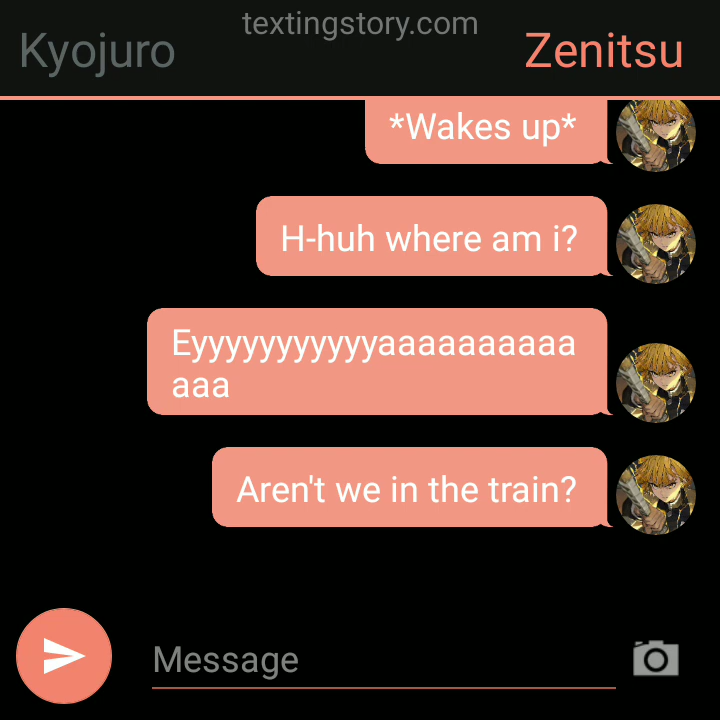 textingstory.com
Kyojuro
Zenitsu
*Wakes up*
H-huh where am i?
Eyyyyyyyyyyyaaaaaaaaaa
aaa
Aren't we in the train?
Message